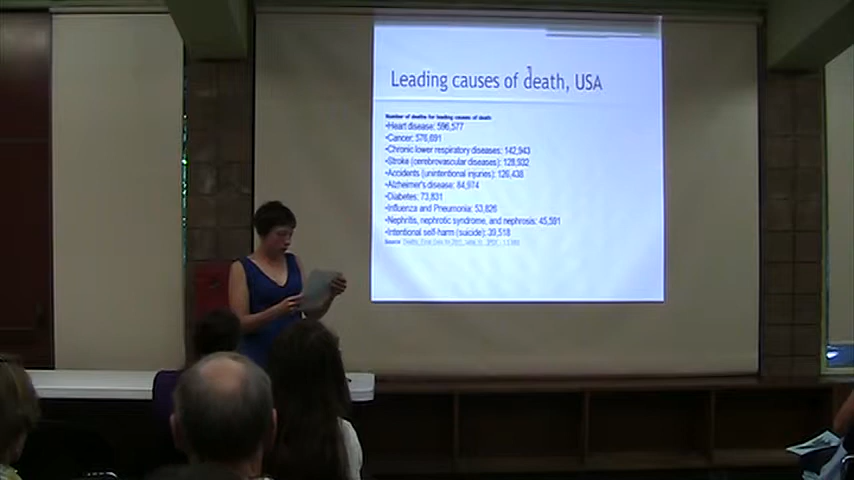 Leading causes of death, USA
Number of deaths for leading causes of death
•Heart disease: 596,577
•Cancer: 576,691
•Chronic lower respiratory diseases: 142,943
•Stroke (cerebrovascular diseases): 128,932
•Accidents (unintentional injuries): 126,438
•Alzheimer's disease: 84,974
•Diabetes: 73,831
•Influenza and Pneumonia: 53,826
•Nephritis, nephrotic syndrome, and nephrosis: 45,591
•Intentional self-harm (suicide): 39,518
Source: